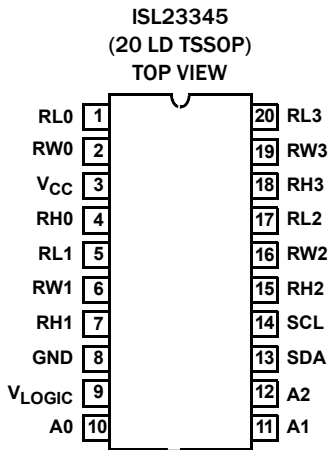 ISL23345
(20 LD TSSOP)
TOP VIEW
RL0 1 20 RL3
RW0 2 19 RW3
VCC 3 18 RH3
RH0 4 17 RL2
RL1 5 16 RW2
RW1 6 15 RH2
RH1 7 14 SCL
GND 8 13 SDA
VLOGIC 9 12 A2
A0 10 11 A1